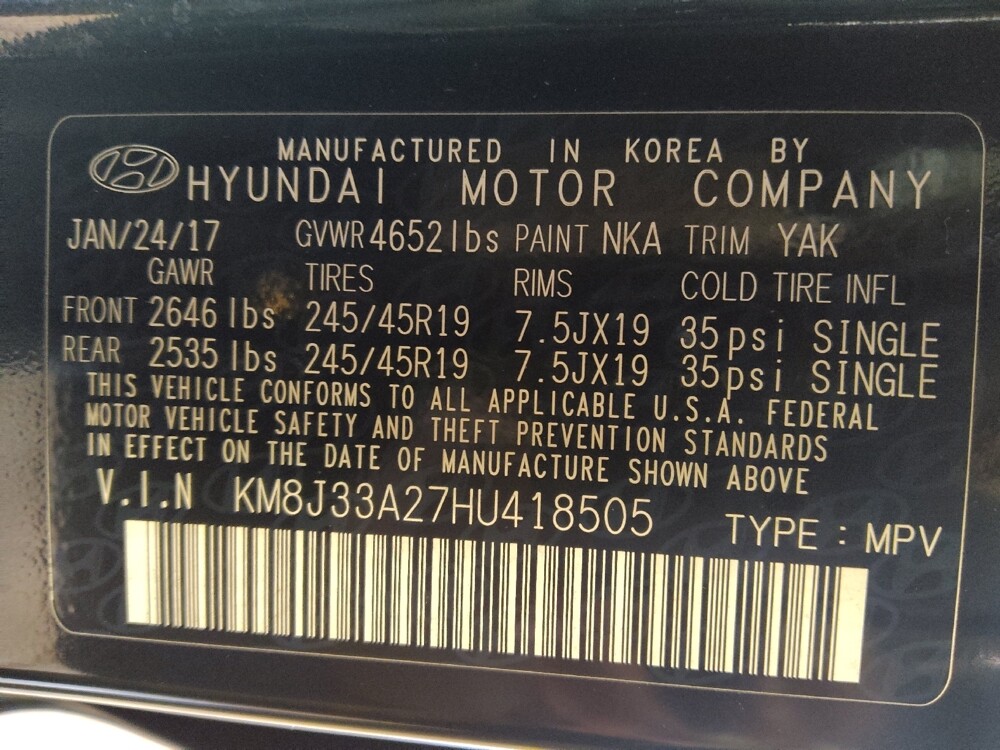 MANUFACTURED IN KOREA BY
HYUNDAI MOTOR COMPANY
JAN/24/17 GVWR 4652 lbs PAINT NKA TRIM YAK
GAWR TIRES RIMS COLD TIRE INFL
FRONT 2646 lbs 245/45R19 7.5JX19 35psi SINGLE
REAR 2535 lbs 245/45R19 7.5JX19 35psi SINGLE
THIS VEHICLE CONFORMS TO ALL APPLICABLE U.S.A. FEDERAL
MOTOR VEHICLE SAFETY AND THEFT PREVENTION STANDARDS
IN EFFECT ON THE DATE OF MANUFACTURE SHOWN ABOVE
V.I.N KM8J33A27HU418505 TYPE : MPV